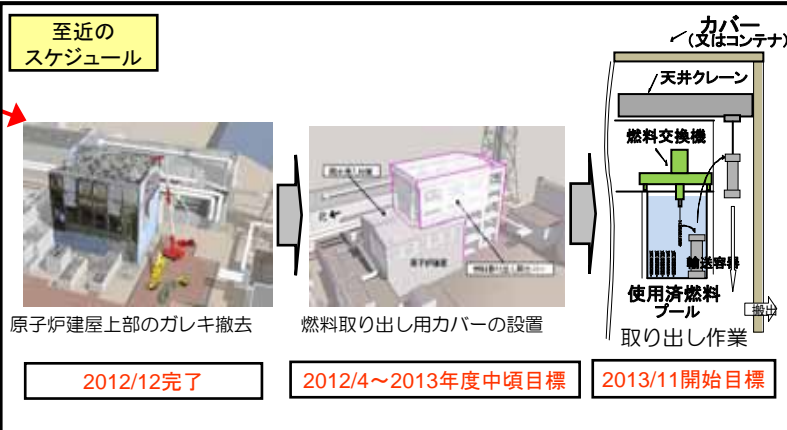 至近の
スケジュール
カバー
(又はコンテナ)
天井クレーン
燃料交換機
輸送容器
使用済燃料
プール
搬出
取り出し作業
原子炉建屋上部のガレキ撤去
燃料取り出し用カバーの設置
2012/12完了
2012/4～2013年度中頃目標
2013/11開始目標